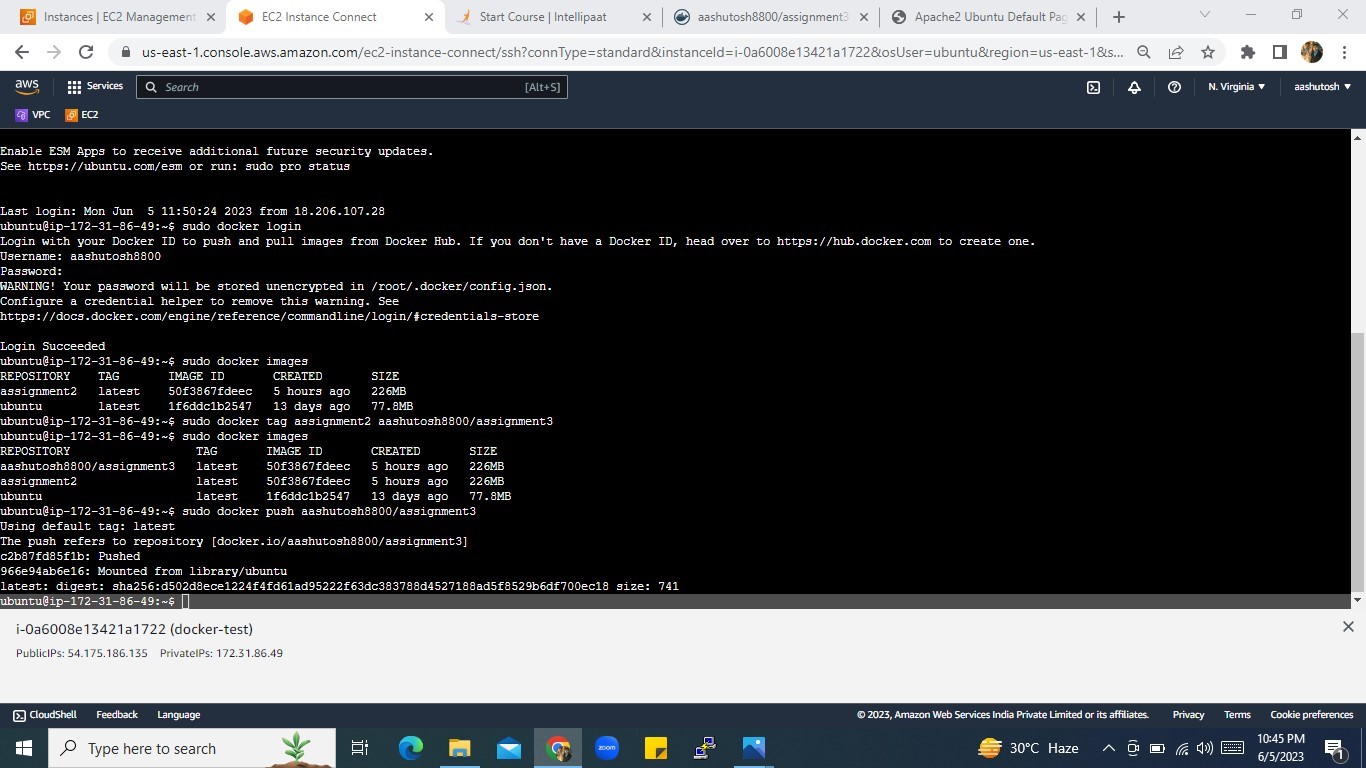 Instances | EC2 Management
EC2 Instance Connect
Start Course | Intellipaat
aashutosh8800/assignment3
Apache2 Ubuntu Default Pag
us-east-1.console.aws.amazon.com/ec2-instance-connect/ssh?connType=standard&instanceId=i-0a6008e13421a1722&osUser=ubuntu&region=us-east-1&s...
aws
Services
Search
[Alt+S]
N. Virginia
aashutosh
VPC
EC2
Enable ESM Apps to receive additional future security updates.
See https://ubuntu.com/esm or run: sudo pro status
Last login: Mon Jun  5 11:50:24 2023 from 18.206.107.28
ubuntu@ip-172-31-86-49:~$ sudo docker login
Login with your Docker ID to push and pull images from Docker Hub. If you don't have a Docker ID, head over to https://hub.docker.com to create one.
Username: aashutosh8800
Password:
WARNING! Your password will be stored unencrypted in /root/.docker/config.json.
Configure a credential helper to remove this warning. See
https://docs.docker.com/engine/reference/commandline/login/#credentials-store
Login Succeeded
ubuntu@ip-172-31-86-49:~$ sudo docker images
REPOSITORY    TAG       IMAGE ID       CREATED       SIZE
assignment2   latest    50f3867fdeec   5 hours ago   226MB
ubuntu        latest    1f6ddc1b2547   13 days ago   77.8MB
ubuntu@ip-172-31-86-49:~$ sudo docker tag assignment2 aashutosh8800/assignment3
ubuntu@ip-172-31-86-49:~$ sudo docker images
REPOSITORY                  TAG       IMAGE ID       CREATED       SIZE
aashutosh8800/assignment3   latest    50f3867fdeec   5 hours ago   226MB
assignment2                 latest    50f3867fdeec   5 hours ago   226MB
ubuntu                      latest    1f6ddc1b2547   13 days ago   77.8MB
ubuntu@ip-172-31-86-49:~$ sudo docker push aashutosh8800/assignment3
Using default tag: latest
The push refers to repository [docker.io/aashutosh8800/assignment3]
c2b87fd85f1b: Pushed
966e94ab6e16: Mounted from library/ubuntu
latest: digest: sha256:d502d8ece1224f4fd61ad95222f63dc383788d4527188ad5f8529b6df700ec18 size: 741
ubuntu@ip-172-31-86-49:~$
i-0a6008e13421a1722 (docker-test)
PublicIPs: 54.175.186.135 PrivateIPs: 172.31.86.49
CloudShell
Feedback
Language
© 2023, Amazon Web Services India Private Limited or its affiliates.
Privacy
Terms
Cookie preferences
Type here to search
zoom
30°C Haze
10:45 PM
6/5/2023
1